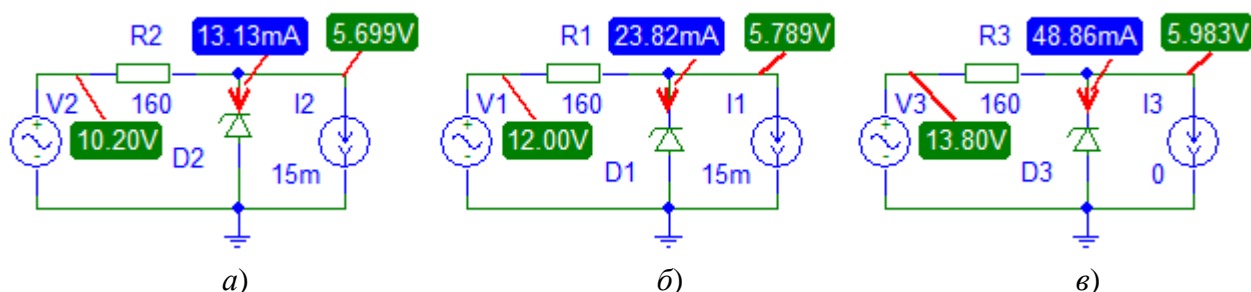 R2 13.13mA 5.699V
V2 160 I2
10.20V
D2 15m
а)
R1 23.82mA 5.789V
V1 160 I1
12.00V
D1 15m
б)
R3 48.86mA 5.983V
V3 160 I3
13.80V
D3 0
в)